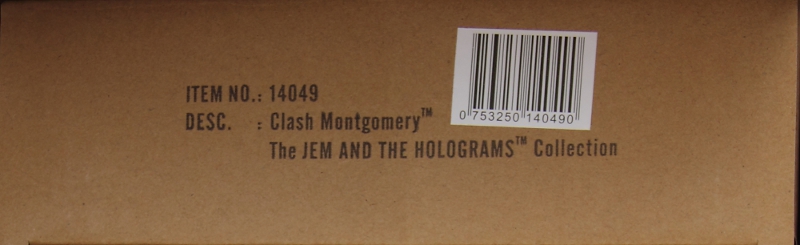 ITEM NO.: 14049
DESC. : Clash Montgomery™
The JEM AND THE HOLOGRAMS™ Collection
0 753250 140490